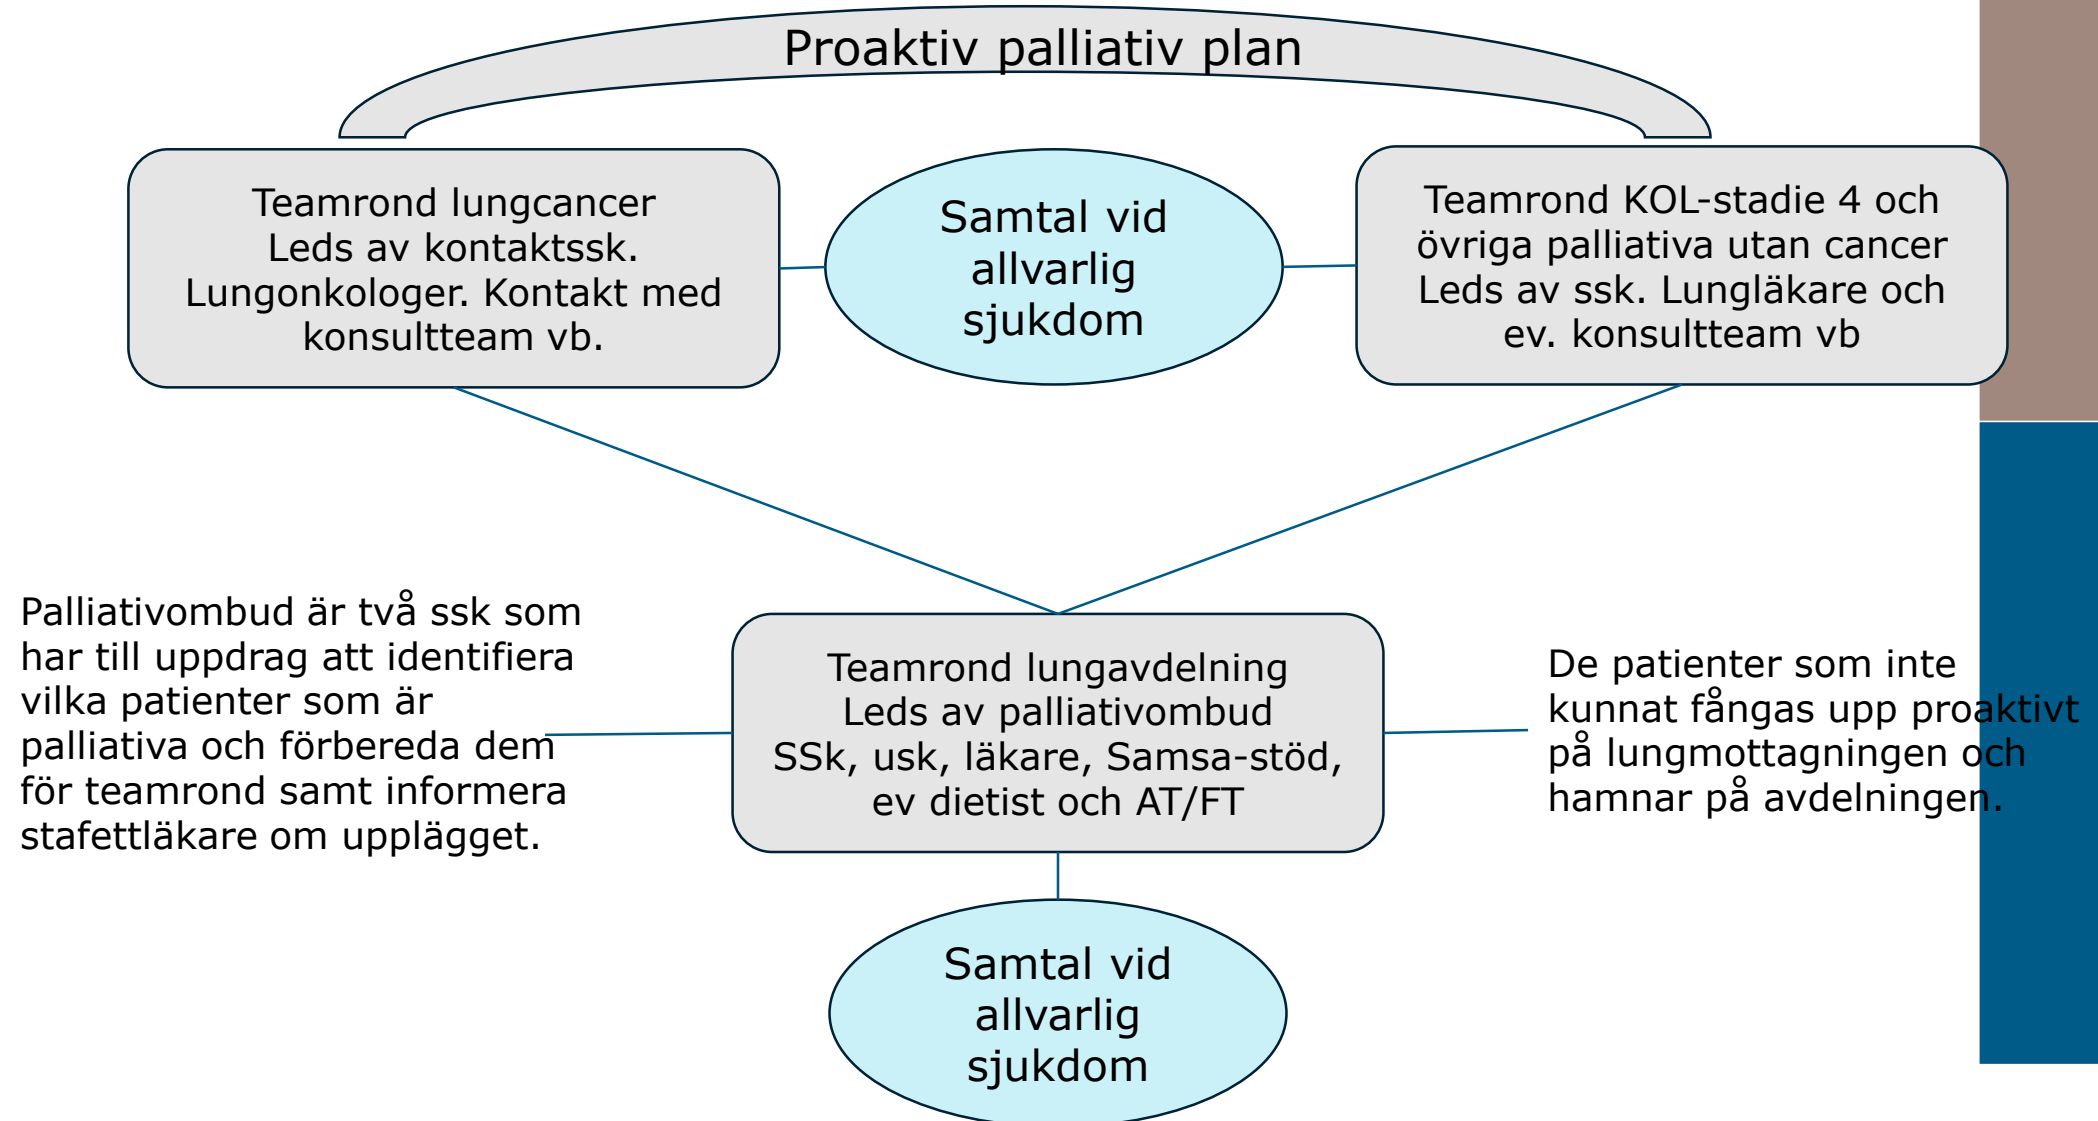 Proaktiv palliativ plan
Teamrond lungcancer
Leds av kontaktssk.
Lungonkologer. Kontakt med
konsultteam vb.
Samtal vid
allvarlig
sjukdom
Teamrond KOL-stadie 4 och
övriga palliativa utan cancer
Leds av ssk. Lungläkare och
ev. konsultteam vb
Palliativombud är två ssk som
har till uppdrag att identifiera
vilka patienter som är
palliativa och förbereda dem
för teamrond samt informera
stafettläkare om upplägget.
Teamrond lungavdelning
Leds av palliativombud
SSk, usk, läkare, Samsa-stöd,
ev dietist och AT/FT
De patienter som inte
kunnat fångas upp proaktivt
på lungmottagningen och
hamnar på avdelningen.
Samtal vid
allvarlig
sjukdom